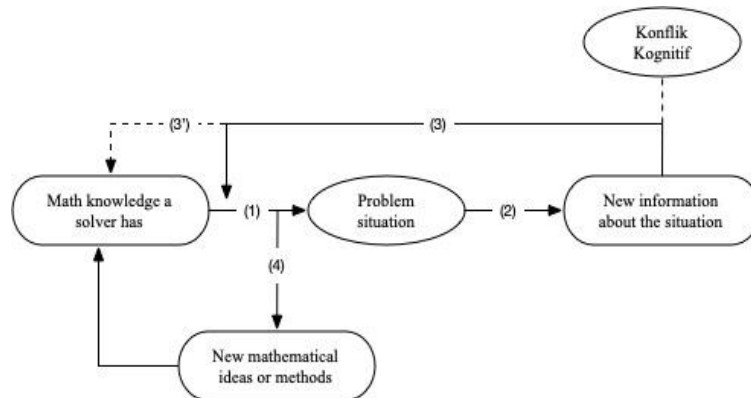 Konflik
Kognitif
(3')
(3)
Math knowledge a
solver has
(1)
Problem
situation
(2)
New information
about the situation
(4)
New mathematical
ideas or methods